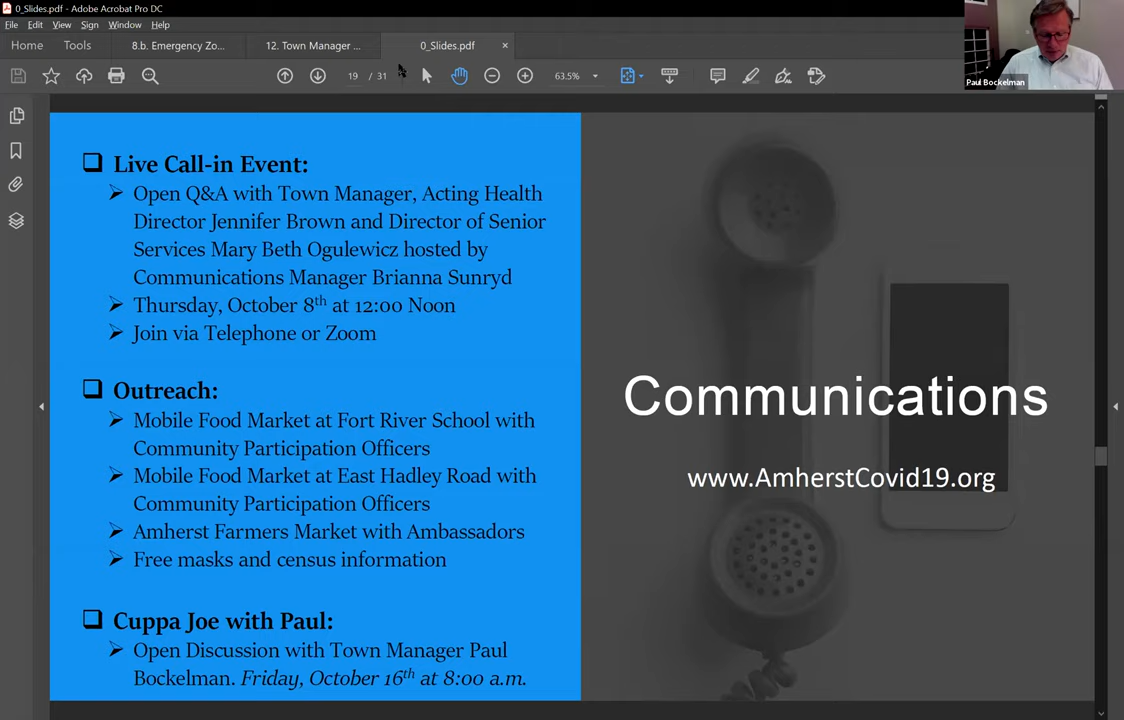 0_Slides.pdf - Adobe Acrobat Pro DC
File Edit View Sign Window Help
Home Tools 8.b. Emergency Zo... 12. Town Manager ... 0_Slides.pdf ×
19 / 31 63.5%
Paul Bockelman
Live Call-in Event:
Open Q&A with Town Manager, Acting Health
Director Jennifer Brown and Director of Senior
Services Mary Beth Ogulewicz hosted by
Communications Manager Brianna Sunryd
Thursday, October 8th at 12:00 Noon
Join via Telephone or Zoom
Outreach:
Mobile Food Market at Fort River School with
Community Participation Officers
Mobile Food Market at East Hadley Road with
Community Participation Officers
Amherst Farmers Market with Ambassadors
Free masks and census information
Cuppa Joe with Paul:
Open Discussion with Town Manager Paul
Bockelman. Friday, October 16th at 8:00 a.m.
Communications
www.AmherstCovid19.org